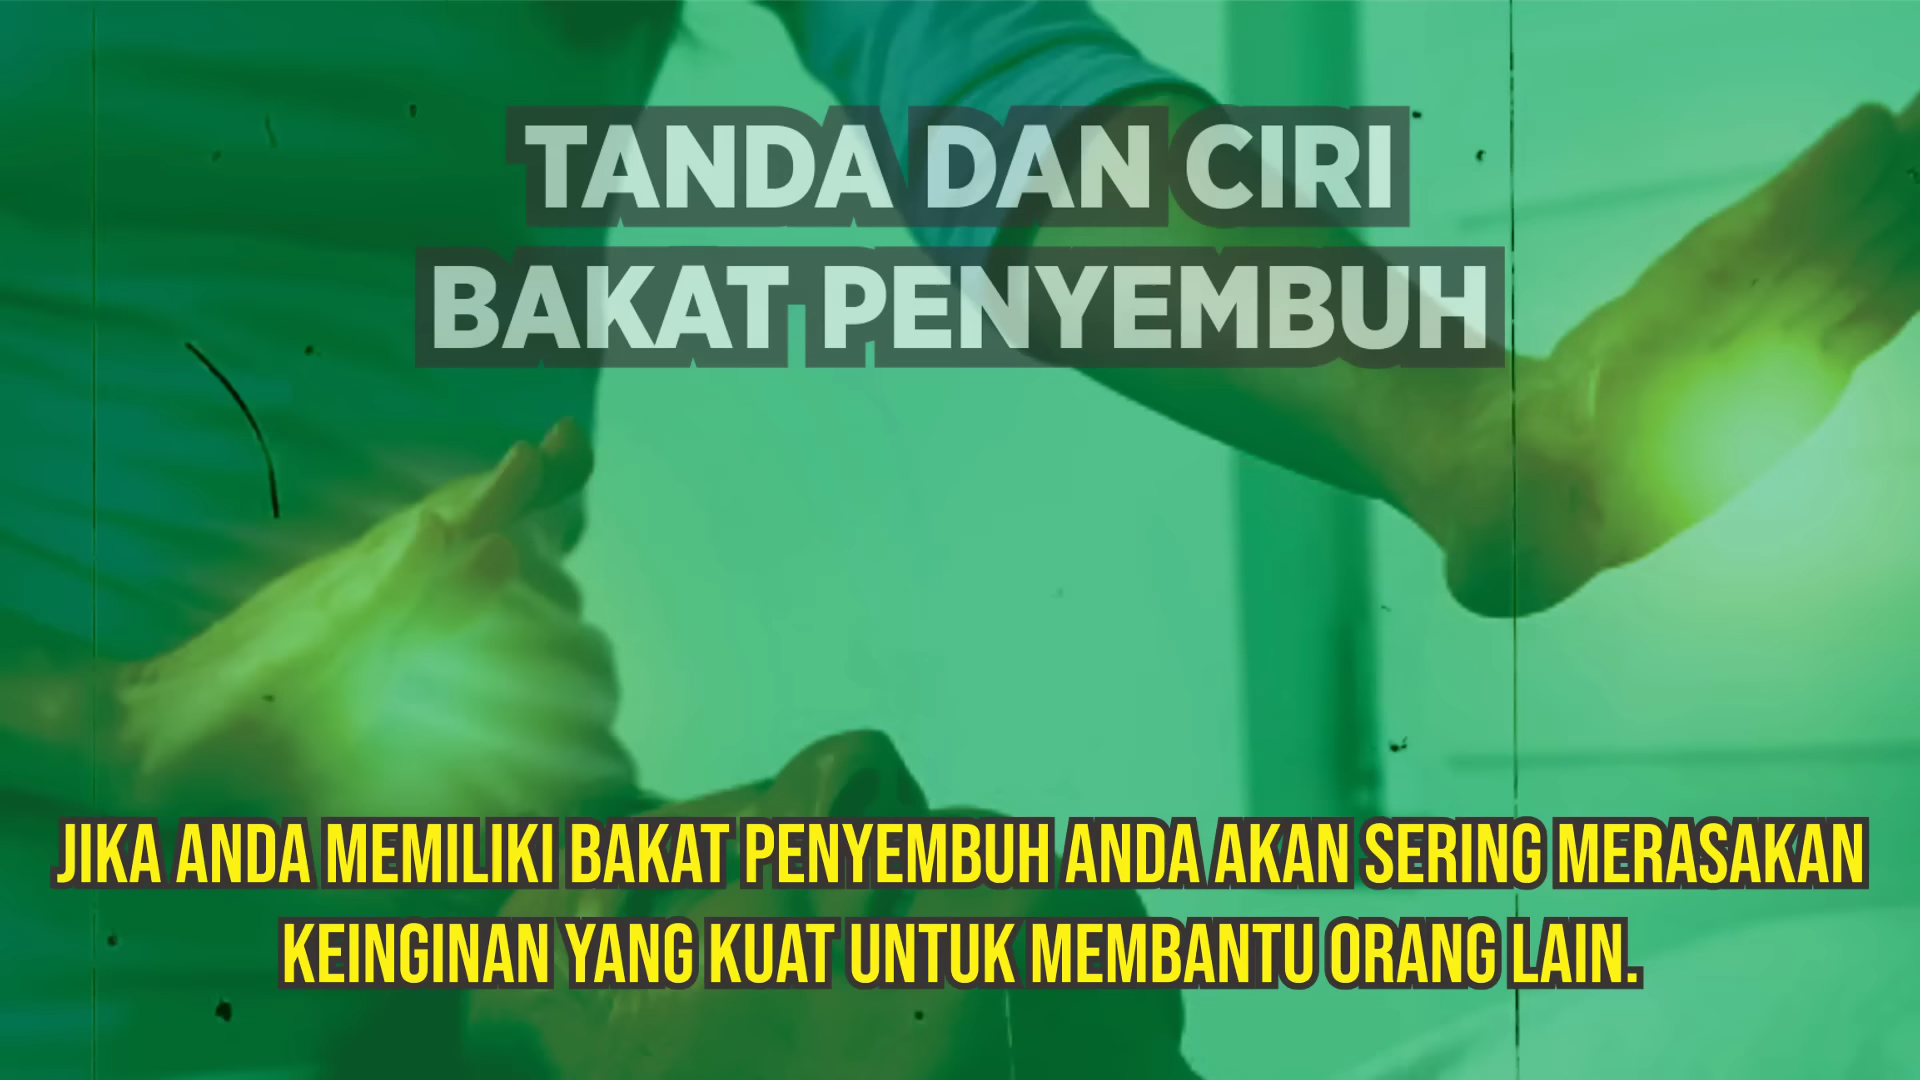 TANDA DAN CIRI
BAKAT PENYEMBUH
JIKA ANDA MEMILIKI BAKAT PENYEMBUH ANDA AKAN SERING MERASAKAN
KEINGINAN YANG KUAT UNTUK MEMBANTU ORANG LAIN.